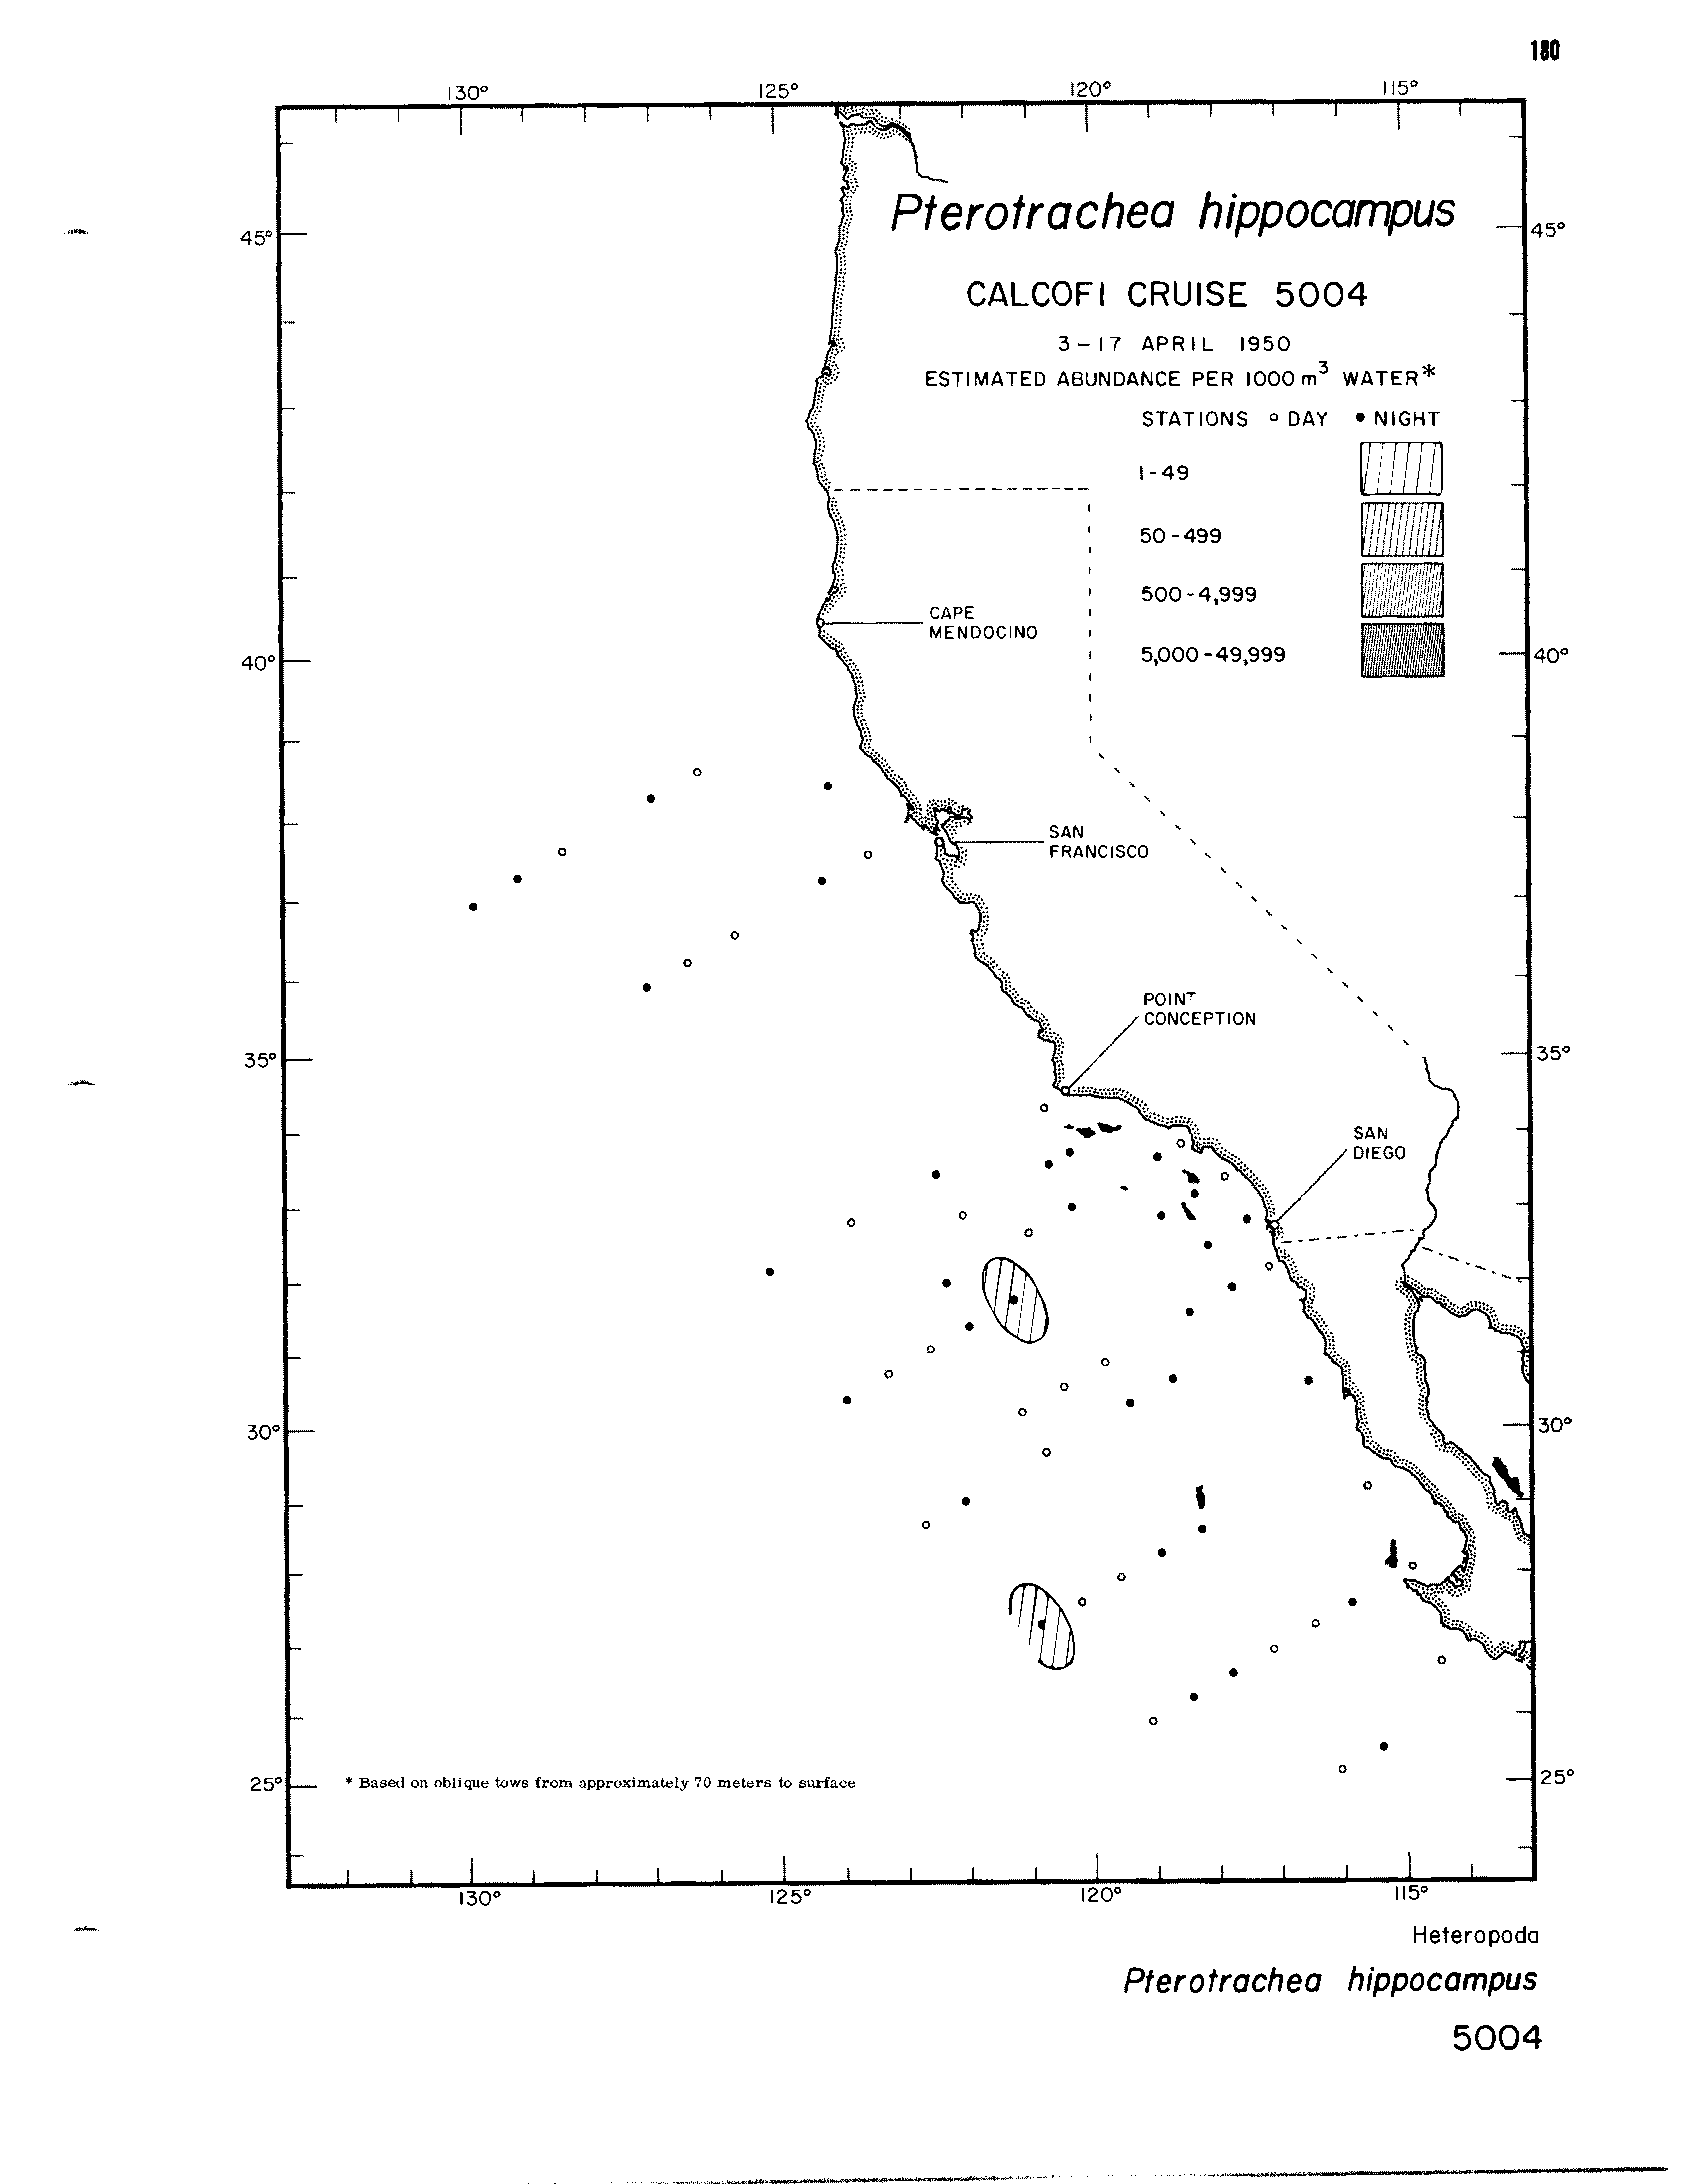 180
130° 125° 120° 115°
Pterotrachea hippocampus
45° 45°
CALCOFI CRUISE 5004
3-17 APRIL 1950
ESTIMATED ABUNDANCE PER 1000 m³ WATER*
STATIONS o DAY • NIGHT
1-49
50-499
500-4,999
CAPE
MENDOCINO
5,000-49,999
40° 40°
SAN
FRANCISCO
POINT
CONCEPTION
35° 35°
SAN
DIEGO
30° 30°
25° * Based on oblique tows from approximately 70 meters to surface 25°
130° 125° 120° 115°
Heteropoda
Pterotrachea hippocampus
5004